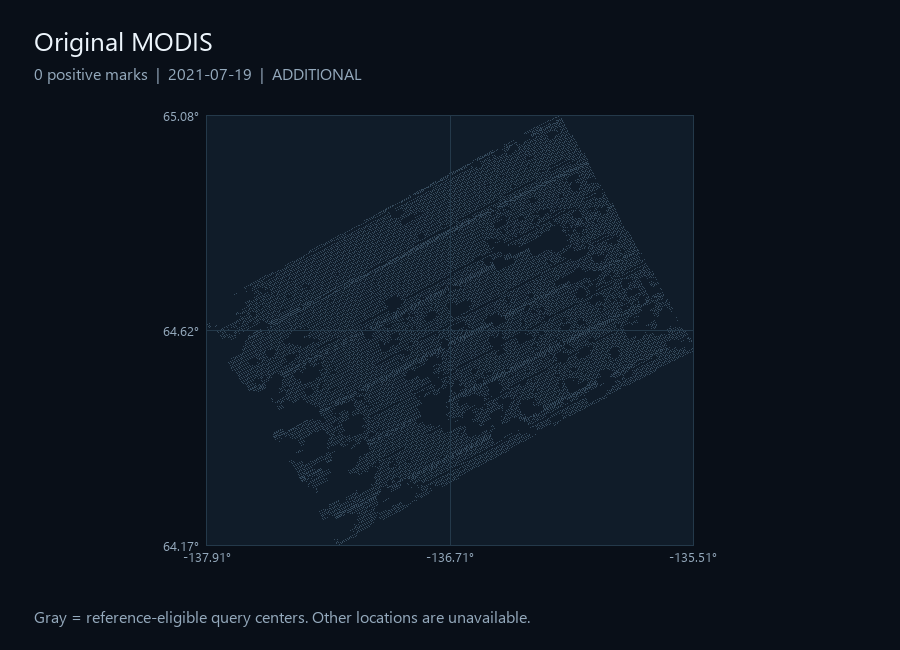 Original MODIS
0 positive marks | 2021-07-19 | ADDITIONAL
65.08°
64.62°
64.17°
-137.91°
-136.71°
-135.51°
Gray = reference-eligible query centers. Other locations are unavailable.